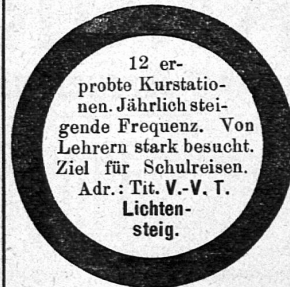 12 er-
probte Kurstatio-
nen. Jährlich stei-
gende Frequenz. Von
Lehrern stark besucht.
Ziel für Schulreisen.
Adr.: Tit. V.-V. T.
Lichten-
steig.